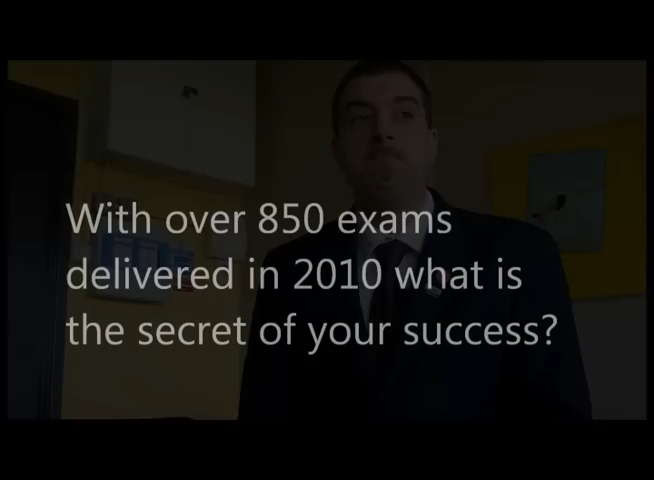 With over 850 exams
delivered in 2010 what is
the secret of your success?